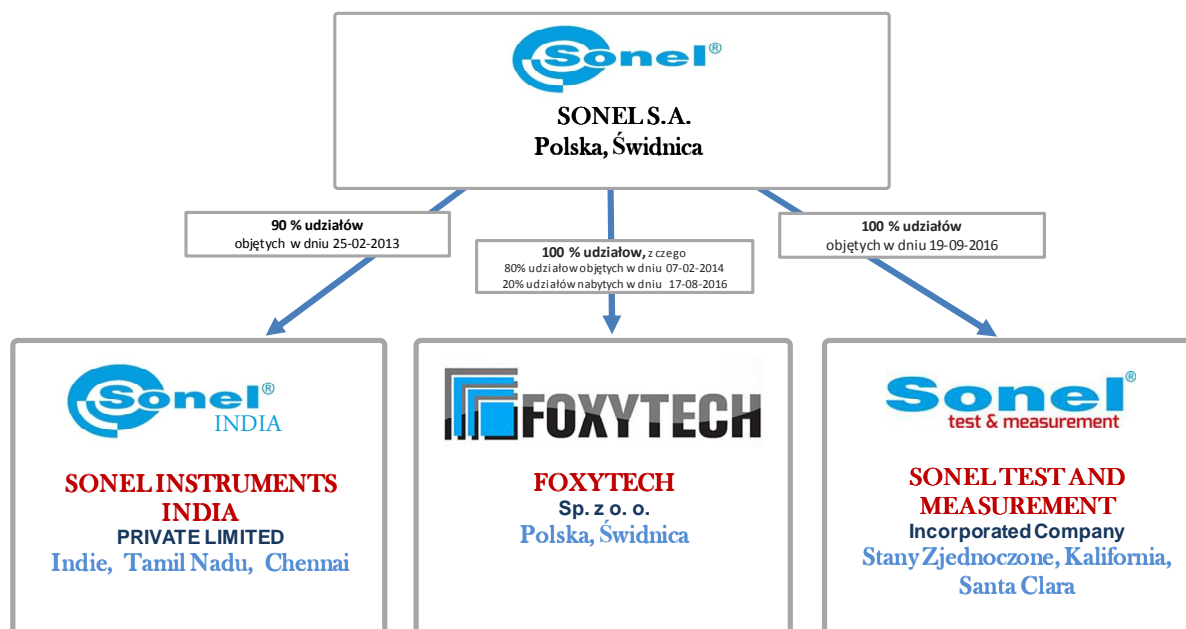 Sonel®
SONEL S.A.
Polska, Świdnica
90 % udziałów
objętych w dniu 25-02-2013
100 % udziałów, z czego
80% udziałow objętych w dniu 07-02-2014
20% udziałów nabytych w dniu 17-08-2016
100 % udziałów
objętych w dniu 19-09-2016
Sonel®
INDIA
SONEL INSTRUMENTS
INDIA
PRIVATE LIMITED
Indie, Tamil Nadu, Chennai
FOXYTECH
FOXYTECH
Sp. z o. o.
Polska, Świdnica
Sonel®
test & measurement
SONEL TEST AND
MEASUREMENT
Incorporated Company
Stany Zjednoczone, Kalifornia,
Santa Clara